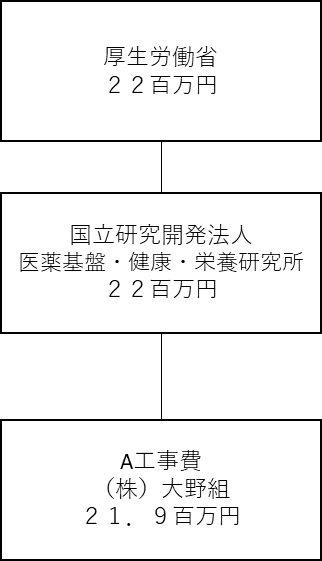 厚生労働省
２２百万円
国立研究開発法人
医薬基盤・健康・栄養研究所
２２百万円
A工事費
（株）大野組
２１．９百万円